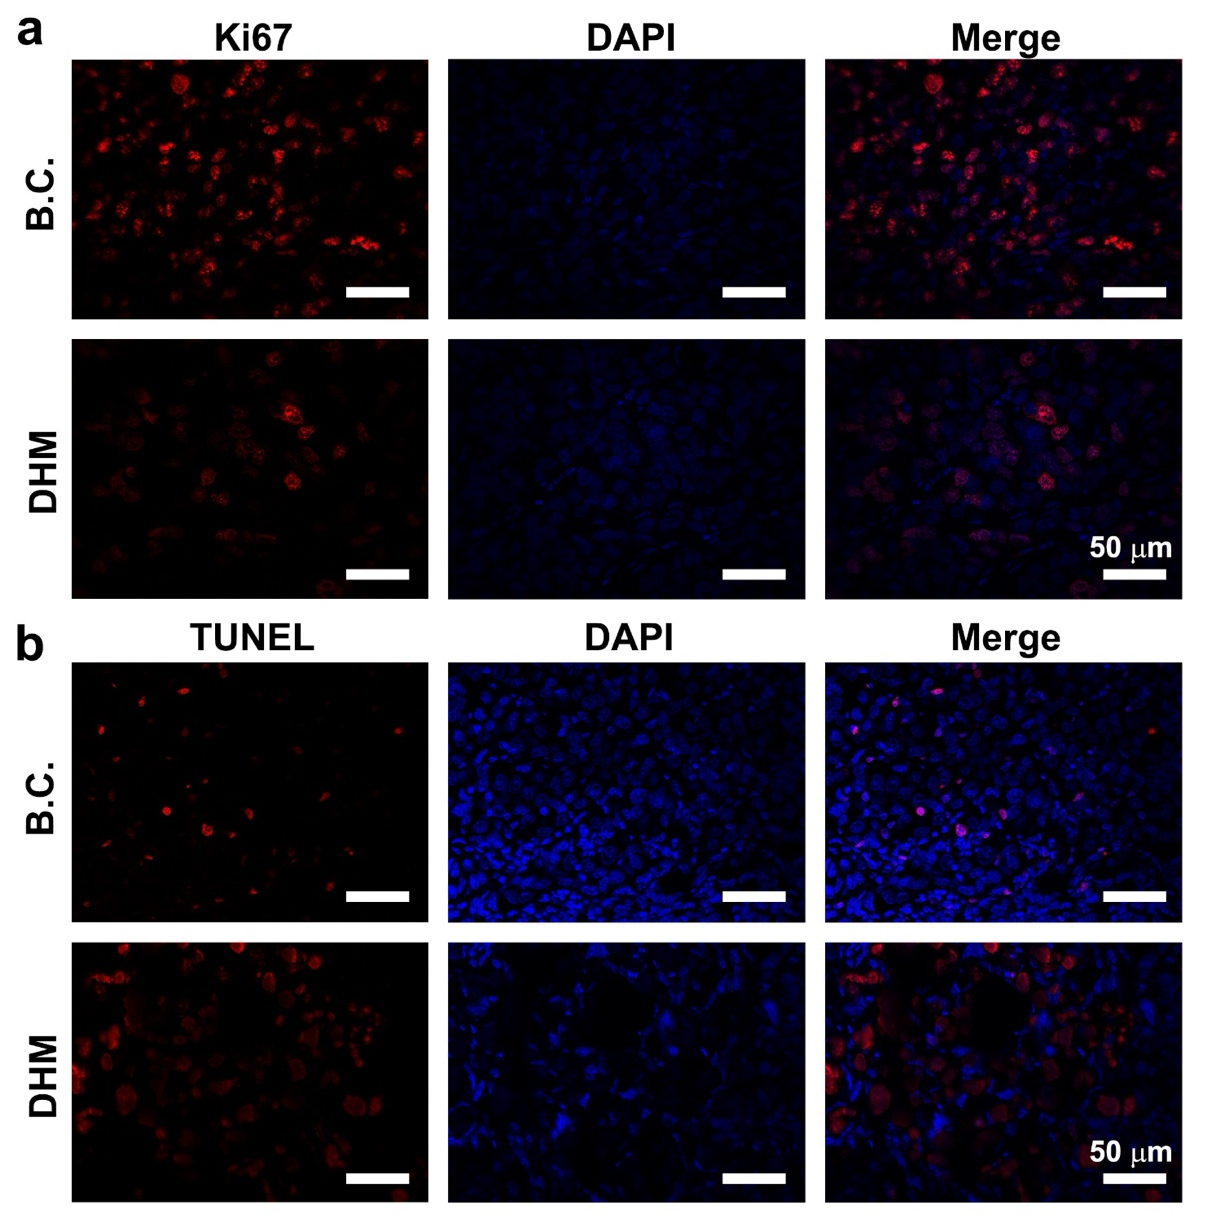 a
Ki67 DAPI Merge
B.C.
DHM
50 μm
b
TUNEL DAPI Merge
B.C.
DHM
50 μm